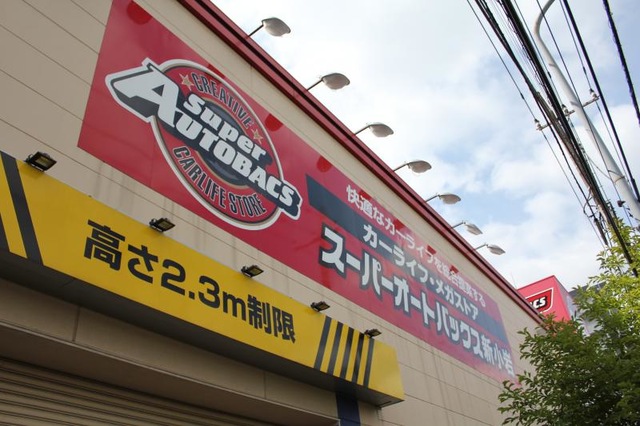 CREATIVE
Super
AUTOBACS
CARLIFE STORE
快適なカーライフを総合提案する
カーライフ・メガストア
スーパーオートバックス新小岩
高さ2.3m制限